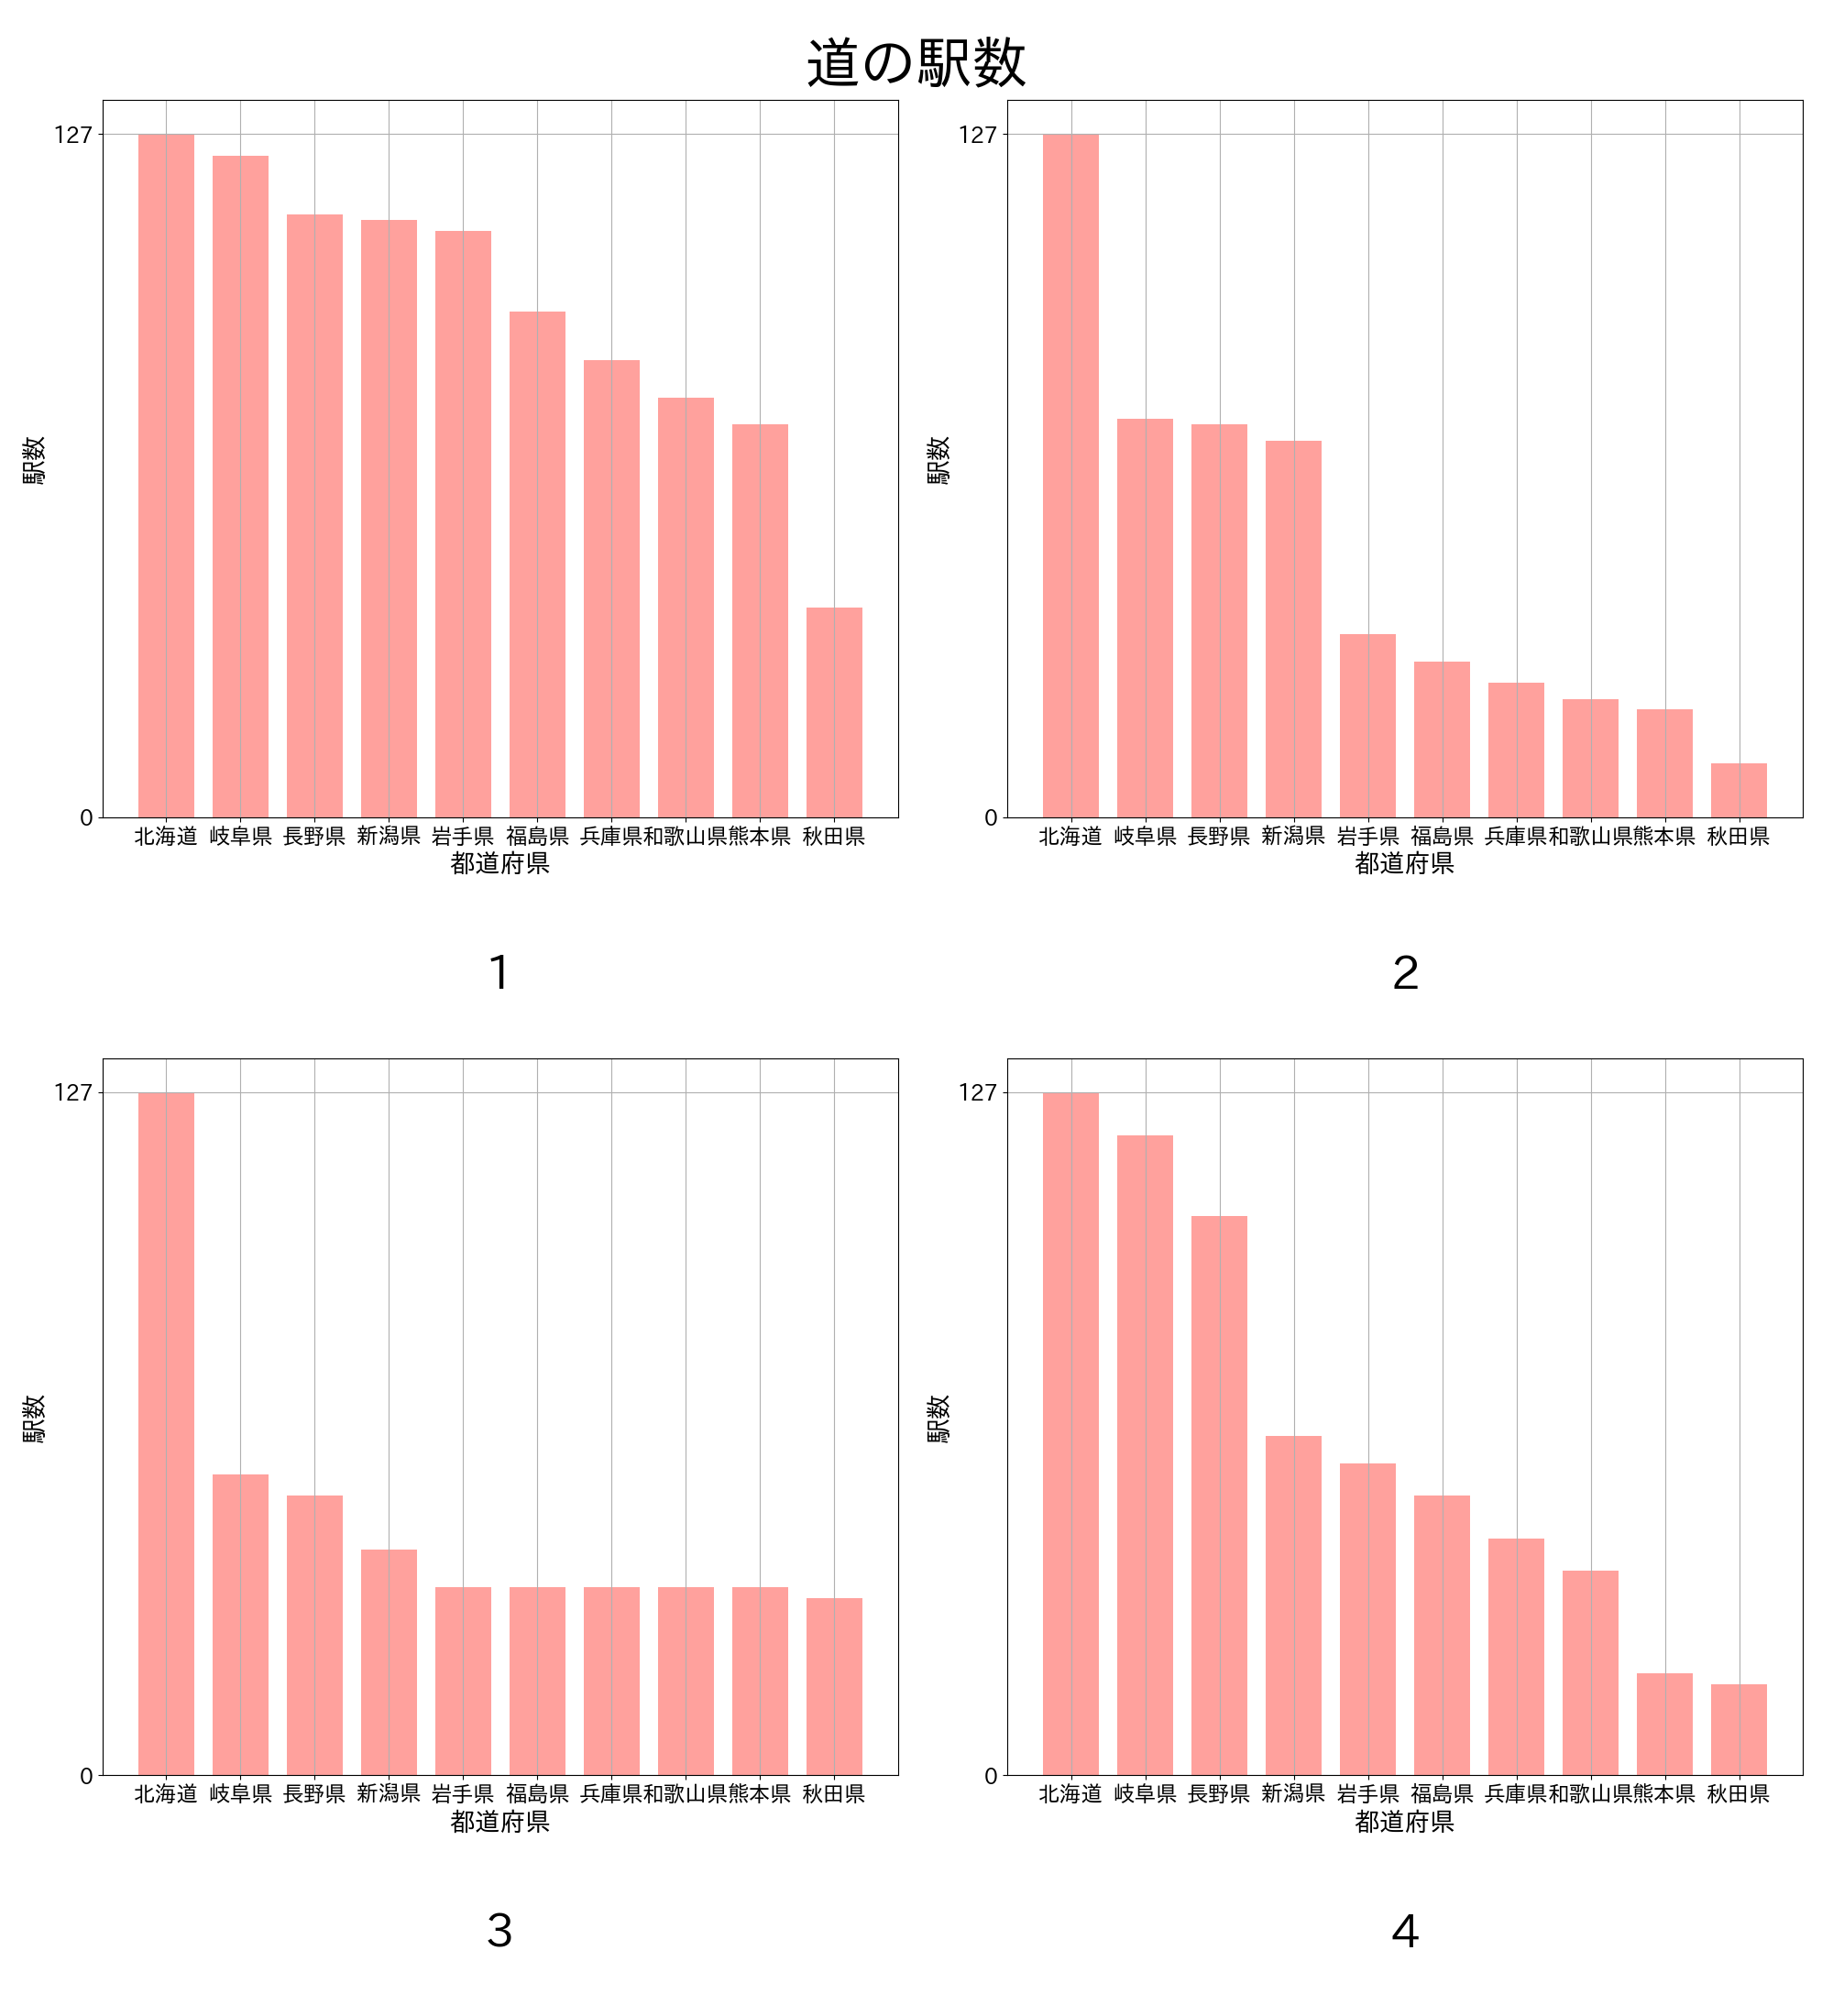 道の駅数
127
0
駅数
北海道 岐阜県 長野県 新潟県 岩手県 福島県 兵庫県 和歌山県 熊本県 秋田県
都道府県
1
127
0
駅数
北海道 岐阜県 長野県 新潟県 岩手県 福島県 兵庫県 和歌山県 熊本県 秋田県
都道府県
2
127
0
駅数
北海道 岐阜県 長野県 新潟県 岩手県 福島県 兵庫県 和歌山県 熊本県 秋田県
都道府県
3
127
0
駅数
北海道 岐阜県 長野県 新潟県 岩手県 福島県 兵庫県 和歌山県 熊本県 秋田県
都道府県
4